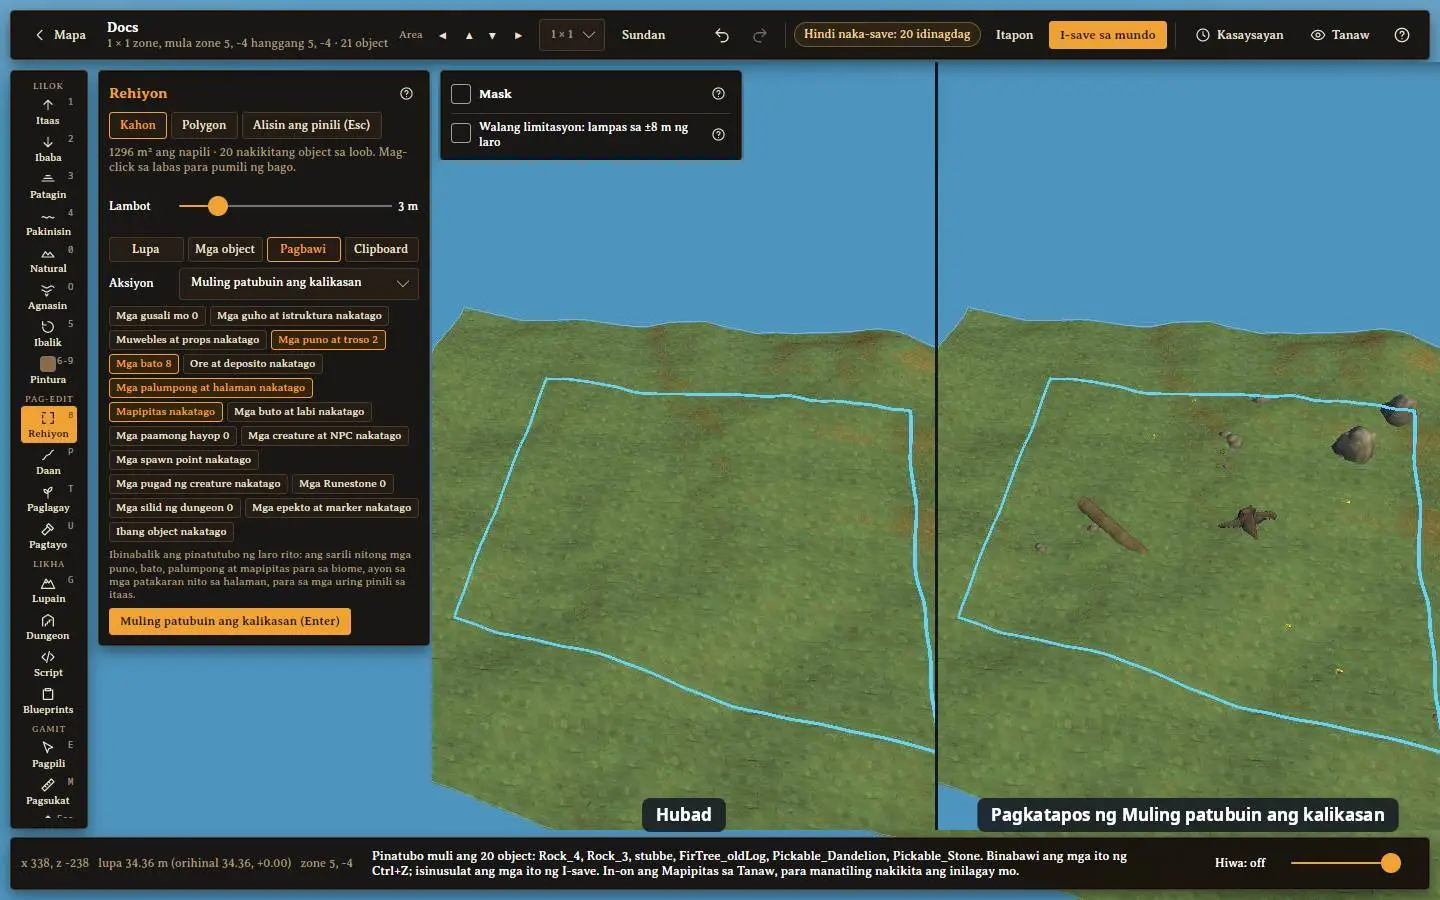 Mapa
Docs
1 × 1 zone, mula zone 5, -4 hanggang 5, -4 · 21 object
Area
1 × 1
Sundan
Hindi naka-save: 20 idinagdag
Itapon
I-save sa mundo
Kasaysayan
Tanaw
LILOK
1
Itaas
2
Ibaba
3
Patagin
4
Pakinisin
0
Natural
O
Agnasin
5
Ibalik
6-9
Pintura
PAG-EDIT
8
Rehiyon
P
Daan
T
Paglagay
U
Pagtayo
LIKHA
G
Lupain
Dungeon
Script
Blueprints
GAMIT
E
Pagpili
M
Pagsukat
Rehiyon
Kahon
Polygon
Alisin ang pinili (Esc)
1296 m² ang napili · 20 nakikitang object sa loob. Mag-
click sa labas para pumili ng bago.
Lambot
3 m
Lupa
Mga object
Pagbawi
Clipboard
Aksiyon
Muling patubuin ang kalikasan
Mga gusali mo 0
Mga guho at istruktura nakatago
Muwebles at props nakatago
Mga puno at troso 2
Mga bato 8
Ore at deposito nakatago
Mga palumpong at halaman nakatago
Mapipitas nakatago
Mga buto at labi nakatago
Mga paamong hayop 0
Mga creature at NPC nakatago
Mga spawn point nakatago
Mga pugad ng creature nakatago
Mga Runestone 0
Mga silid ng dungeon 0
Mga epekto at marker nakatago
Ibang object nakatago
Ibinabalik ang pinatutubo ng laro rito: ang sarili nitong mga
puno, bato, palumpong at mapipitas para sa biome, ayon sa
mga patakaran nito sa halaman, para sa mga uring pinili sa
itaas.
Muling patubuin ang kalikasan (Enter)
Mask
Walang limitasyon: lampas sa ±8 m ng
laro
Hubad
Pagkatapos ng Muling patubuin ang kalikasan
x 338, z -238 lupa 34.36 m (orihinal 34.36, +0.00) zone 5, -4
Pinatubo muli ang 20 object: Rock_4, Rock_3, stubbe, FirTree_oldLog, Pickable_Dandelion, Pickable_Stone. Binabawi ang mga ito ng
Ctrl+Z; isinusulat ang mga ito ng I-save. In-on ang Mapipitas sa Tanaw, para manatiling nakikita ang inilagay mo.
Hiwa: off